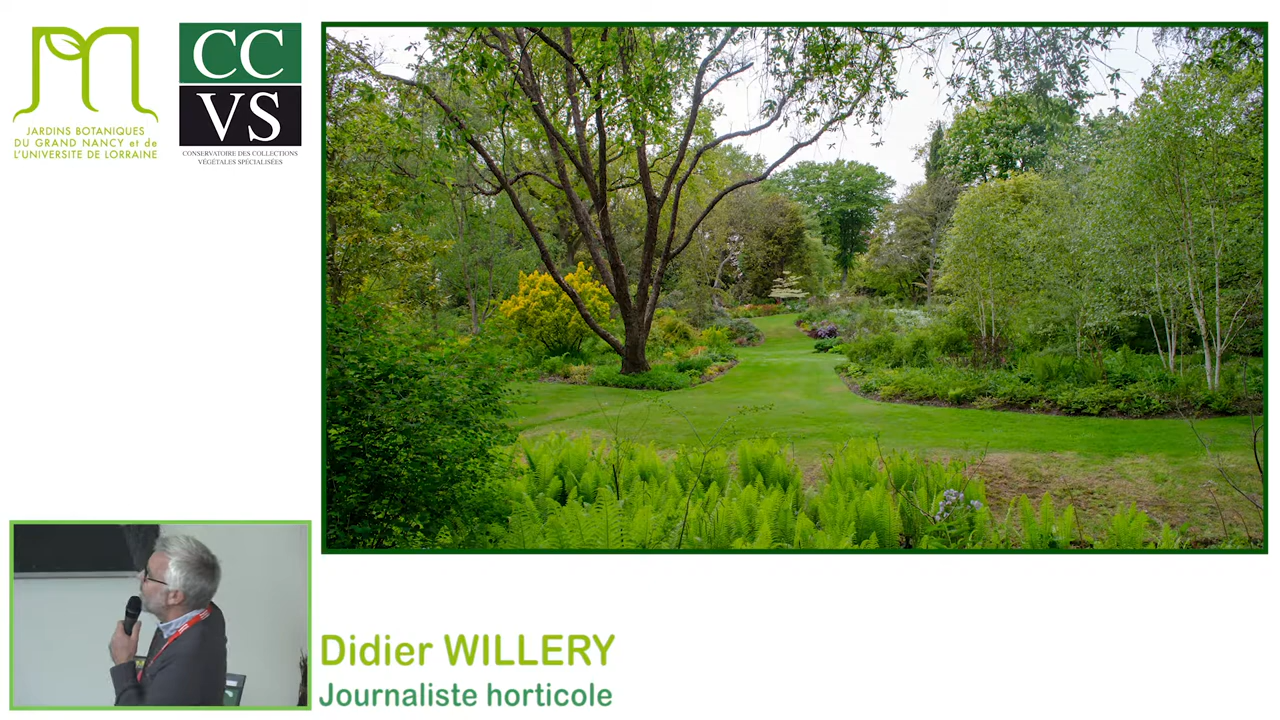 JARDINS BOTANIQUES
DU GRAND NANCY et de
L'UNIVERSITE DE LORRAINE
CC
VS
CONSERVATOIRE DES COLLECTIONS
VÉGÉTALES SPÉCIALISÉES
Didier WILLERY
Journaliste horticole